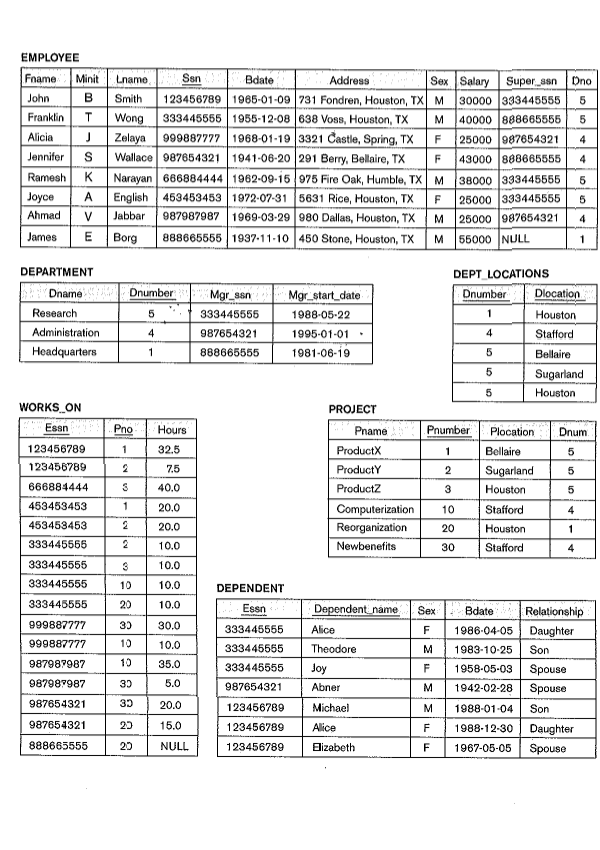 EMPLOYEE
Fname Minit Lname Ssn Bdate Address Sex Salary Super_ssn Dno
John B Smith 123456789 1965-01-09 731 Fondren, Houston, TX M 30000 333445555 5
Franklin T Wong 333445555 1955-12-08 638 Voss, Houston, TX M 40000 888665555 5
Alicia J Zelaya 999887777 1968-01-19 3321 Castle, Spring, TX F 25000 987654321 4
Jennifer S Wallace 987654321 1941-06-20 291 Berry, Bellaire, TX F 43000 888665555 4
Ramesh K Narayan 666884444 1962-09-15 975 Fire Oak, Humble, TX M 38000 333445555 5
Joyce A English 453453453 1972-07-31 5631 Rice, Houston, TX F 25000 333445555 5
Ahmad V Jabbar 987987987 1969-03-29 980 Dallas, Houston, TX M 25000 987654321 4
James E Borg 888665555 1937-11-10 450 Stone, Houston, TX M 55000 NULL 1
DEPARTMENT
Dname Dnumber Mgr_ssn Mgr_start_date
Research 5 333445555 1988-05-22
Administration 4 987654321 1995-01-01
Headquarters 1 888665555 1981-06-19
DEPT_LOCATIONS
Dnumber Dlocation
1 Houston
4 Stafford
5 Bellaire
5 Sugarland
5 Houston
WORKS_ON
Essn Pno Hours
123456789 1 32.5
123456789 2 7.5
666884444 3 40.0
453453453 1 20.0
453453453 2 20.0
333445555 2 10.0
333445555 3 10.0
333445555 10 10.0
333445555 20 10.0
999887777 30 30.0
999887777 10 10.0
987987987 10 35.0
987987987 30 5.0
987654321 30 20.0
987654321 20 15.0
888665555 20 NULL
PROJECT
Pname Pnumber Plocation Dnum
ProductX 1 Bellaire 5
ProductY 2 Sugarland 5
ProductZ 3 Houston 5
Computerization 10 Stafford 4
Reorganization 20 Houston 1
Newbenefits 30 Stafford 4
DEPENDENT
Essn Dependent_name Sex Bdate Relationship
333445555 Alice F 1986-04-05 Daughter
333445555 Theodore M 1983-10-25 Son
333445555 Joy F 1958-05-03 Spouse
987654321 Abner M 1942-02-28 Spouse
123456789 Michael M 1988-01-04 Son
123456789 Alice F 1988-12-30 Daughter
123456789 Elizabeth F 1967-05-05 Spouse